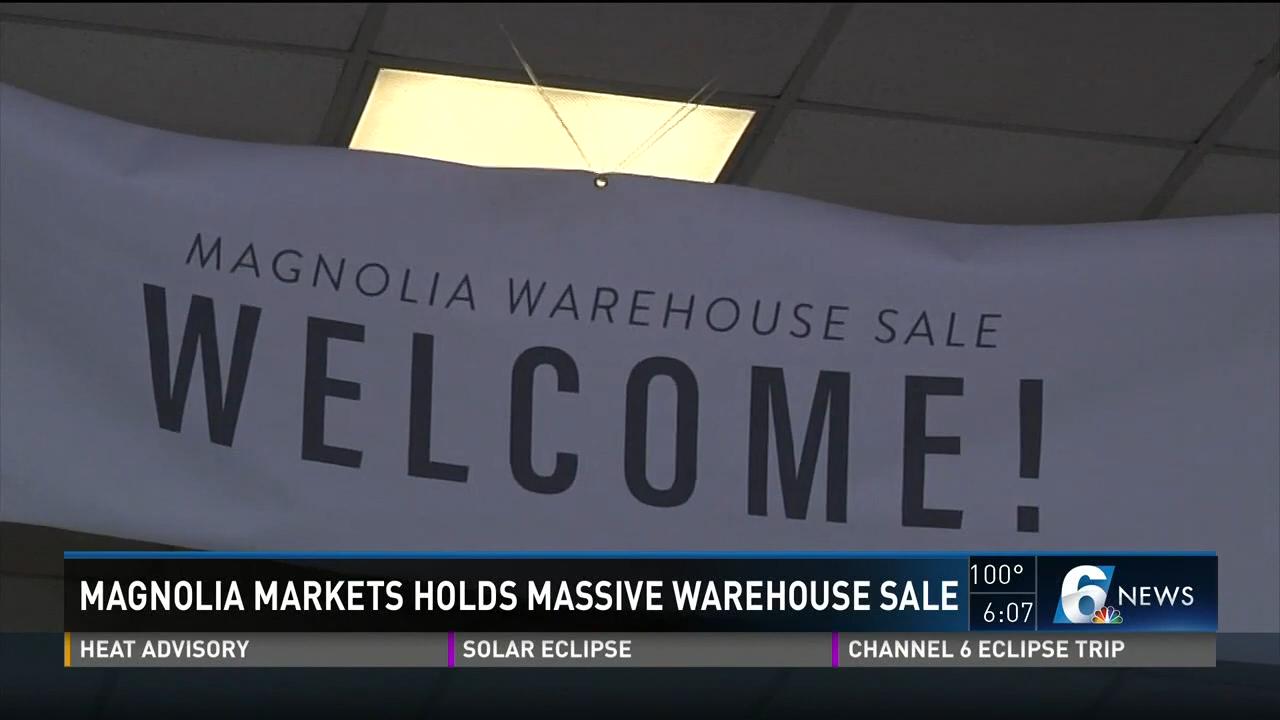 MAGNOLIA WAREHOUSE SALE
WELCOME!
MAGNOLIA MARKETS HOLDS MASSIVE WAREHOUSE SALE
100°
6:07
6 NEWS
HEAT ADVISORY
SOLAR ECLIPSE
CHANNEL 6 ECLIPSE TRIP